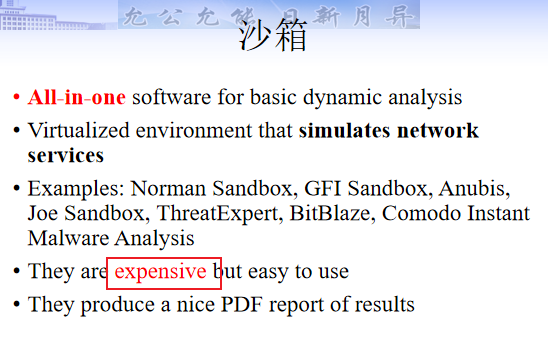 允公允能 日新月异
沙箱
• All-in-one software for basic dynamic analysis
• Virtualized environment that simulates network
services
• Examples: Norman Sandbox, GFI Sandbox, Anubis,
Joe Sandbox, ThreatExpert, BitBlaze, Comodo Instant
Malware Analysis
• They are expensive but easy to use
• They produce a nice PDF report of results